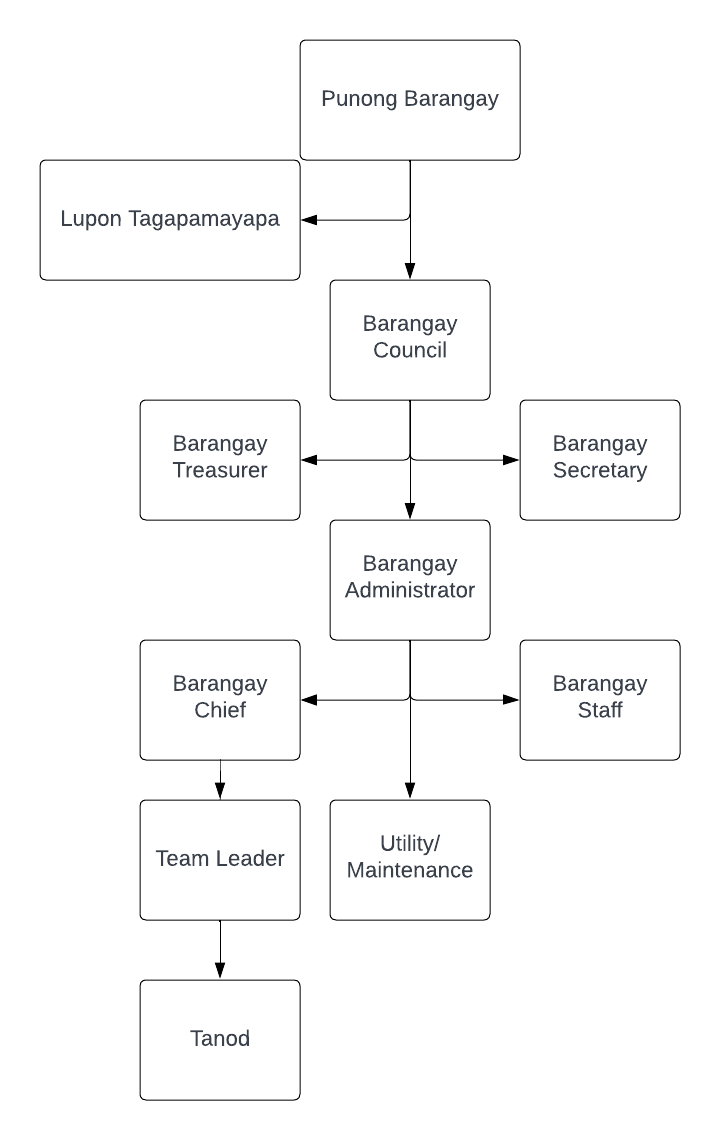 Punong Barangay
Lupon Tagapamayapa
Barangay
Council
Barangay
Treasurer
Barangay
Secretary
Barangay
Administrator
Barangay
Chief
Barangay
Staff
Team Leader
Utility/
Maintenance
Tanod